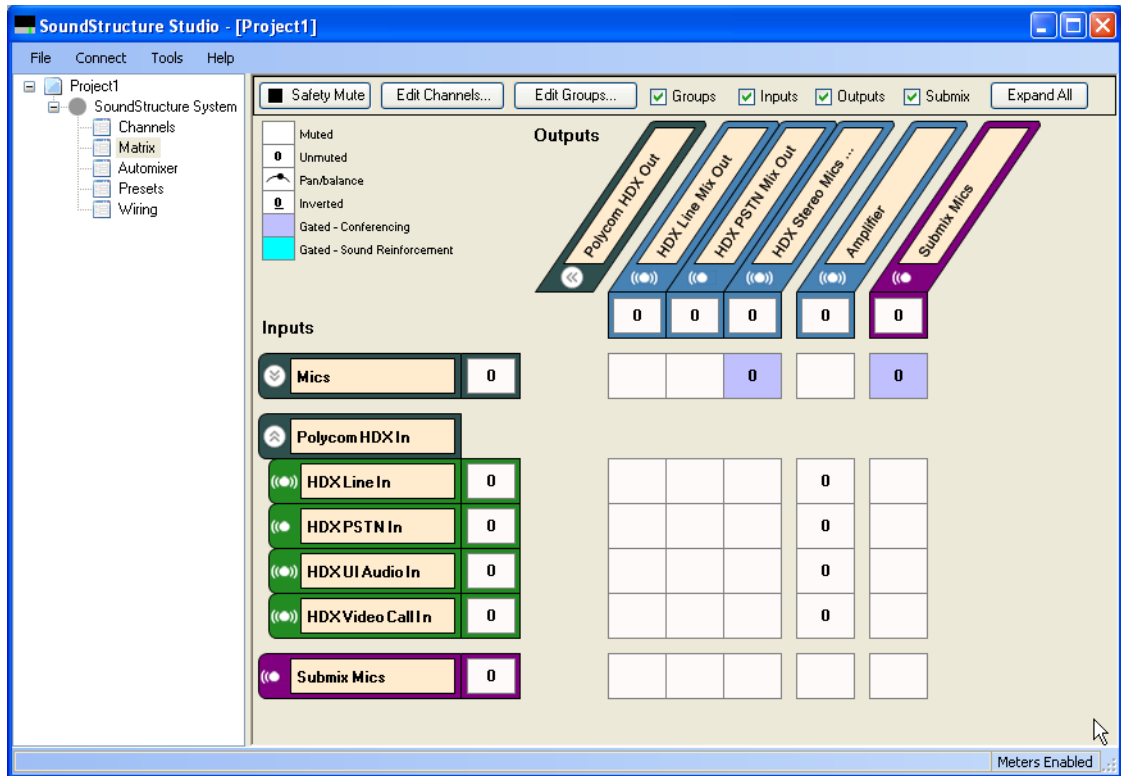 SoundStructure Studio - [Project1]
File Connect Tools Help
Project1
SoundStructure System
Channels
Matrix
Automixer
Presets
Wiring
Safety Mute Edit Channels... Edit Groups... Groups Inputs Outputs Submix Expand All
Muted
0 Unmuted
Pan/balance
0 Inverted
Gated - Conferencing
Gated - Sound Reinforcement
Outputs
Polycom HDX Out
HDX Line Mix Out
HDX PSTN Mix Out
HDX Stereo Mics ...
Amplifier
Submix Mics
0 0 0 0 0
Inputs
Mics 0 0 0
Polycom HDX In
HDX Line In 0 0
HDX PSTN In 0 0
HDX UI Audio In 0 0
HDX Video Call In 0 0
Submix Mics 0
Meters Enabled